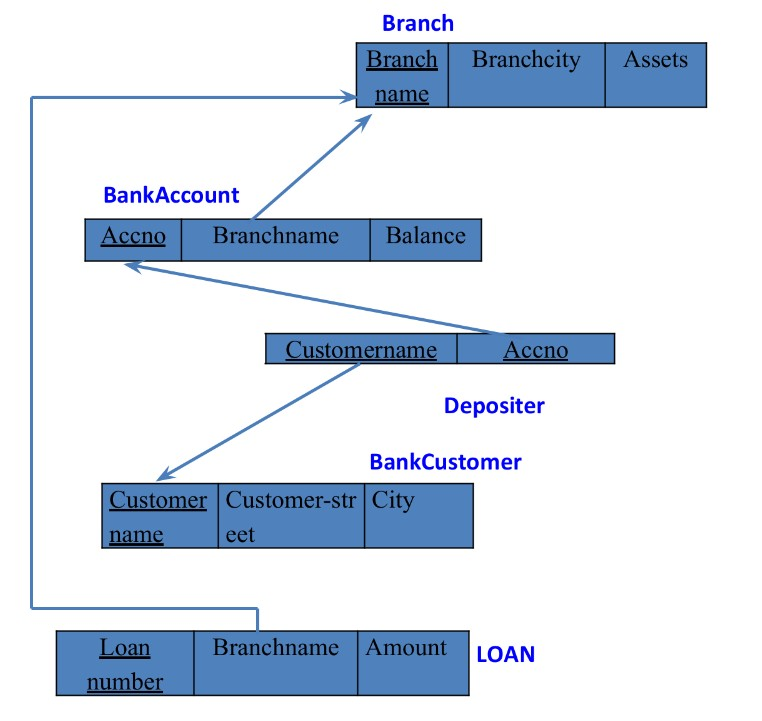 Branch
Branch Branchcity Assets
name
BankAccount
Accno Branchname Balance
Customername Accno
Depositer
BankCustomer
Customer Customer-str City
name eet
Loan Branchname Amount
number
LOAN